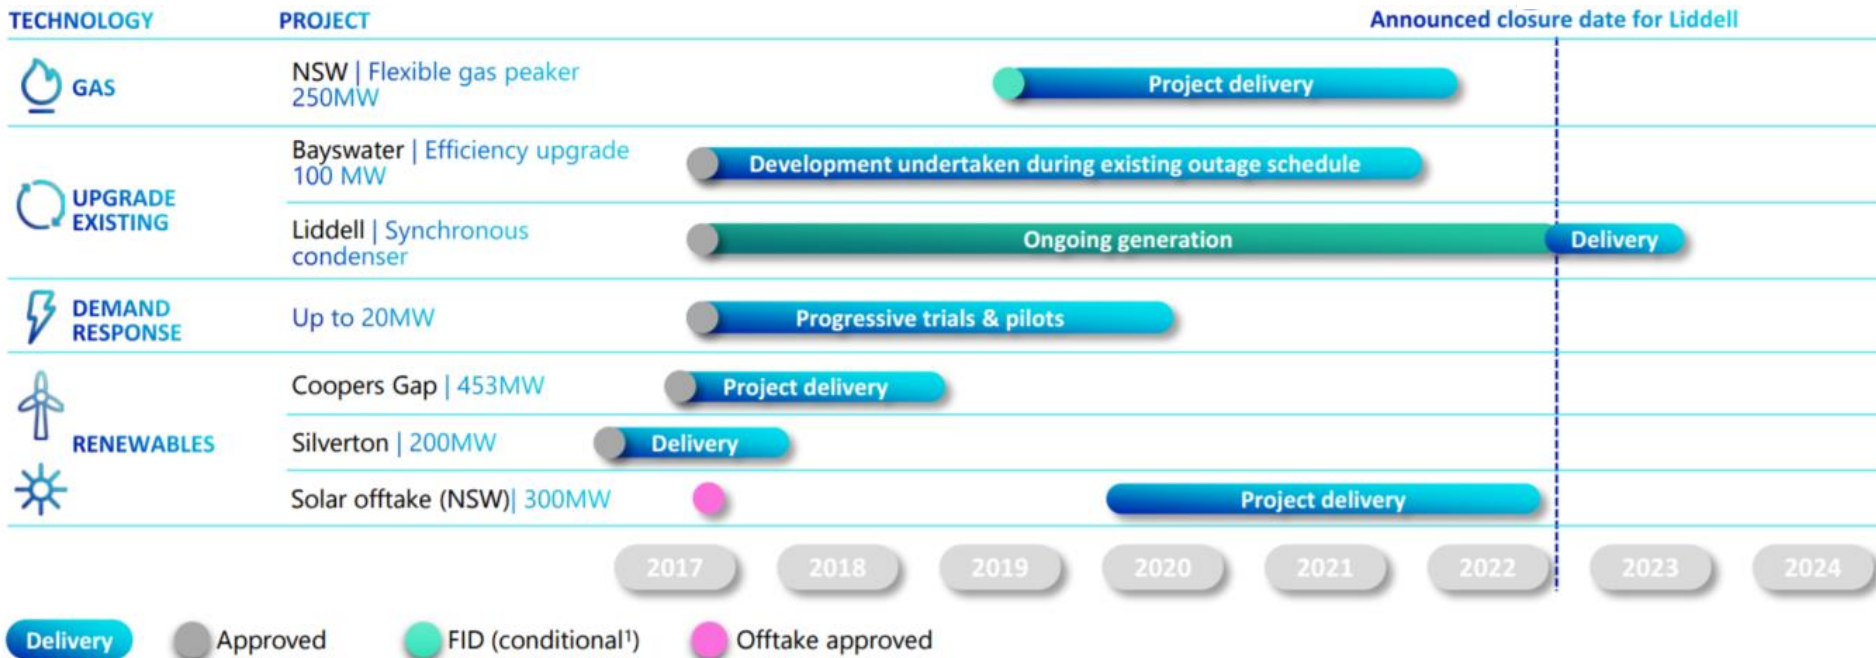 TECHNOLOGY
PROJECT
Announced closure date for Liddell
GAS
NSW | Flexible gas peaker
250MW
Project delivery
UPGRADE
EXISTING
Bayswater | Efficiency upgrade
100 MW
Development undertaken during existing outage schedule
Liddell | Synchronous
condenser
Ongoing generation
Delivery
DEMAND
RESPONSE
Up to 20MW
Progressive trials & pilots
RENEWABLES
Coopers Gap | 453MW
Project delivery
Silverton | 200MW
Delivery
Solar offtake (NSW)| 300MW
Project delivery
2017
2018
2019
2020
2021
2022
2023
2024
Delivery
Approved
FID (conditional¹)
Offtake approved